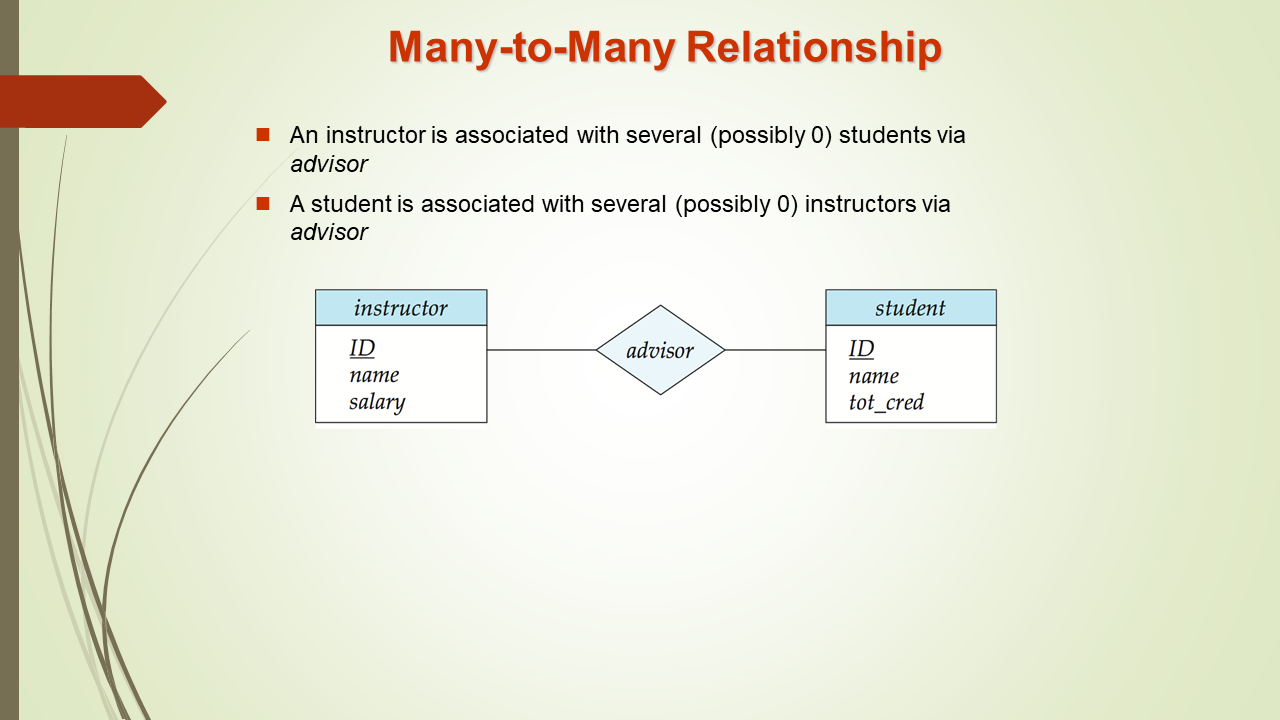 Many-to-Many Relationship
An instructor is associated with several (possibly 0) students via
advisor
A student is associated with several (possibly 0) instructors via
advisor
instructor
ID
name
salary
advisor
student
ID
name
tot_cred